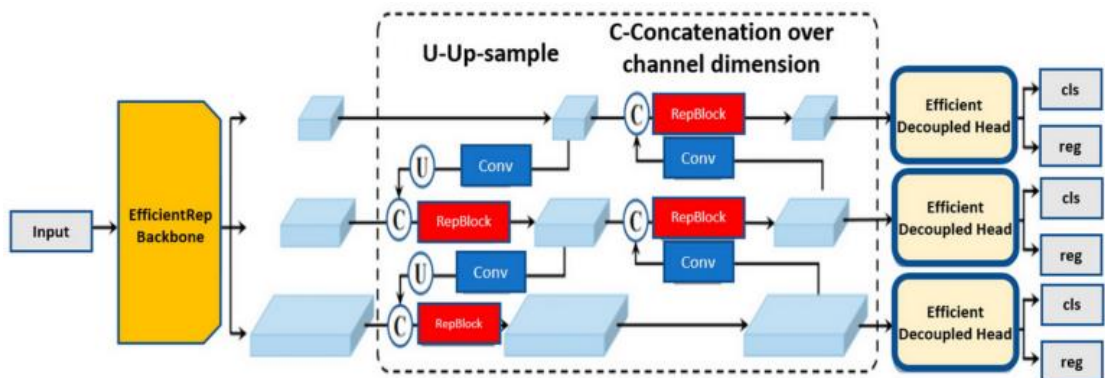 U-Up-sample
C-Concatenation over
channel dimension
Input
EfficientRep
Backbone
C
RepBlock
Efficient
Decoupled Head
cls
reg
U
Conv
Conv
C
RepBlock
C
RepBlock
Efficient
Decoupled Head
cls
reg
U
Conv
Conv
C
RepBlock
Efficient
Decoupled Head
cls
reg